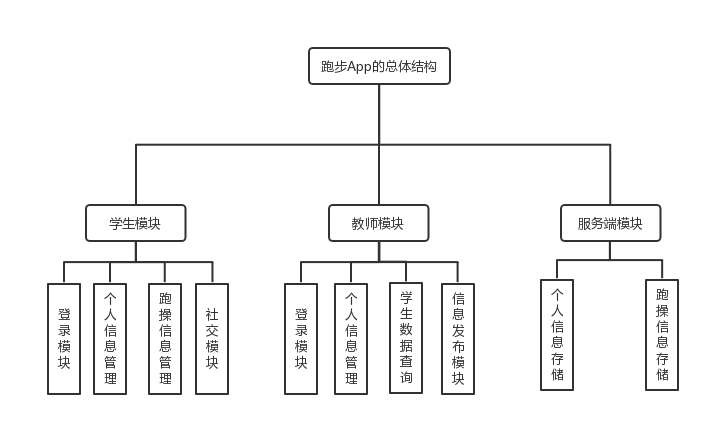 跑步App的总体结构
学生模块
教师模块
服务端模块
登录模块
个人信息管理
跑操信息管理
社交模块
登录模块
个人信息管理
学生数据查询
信息发布模块
个人信息存储
跑操信息存储